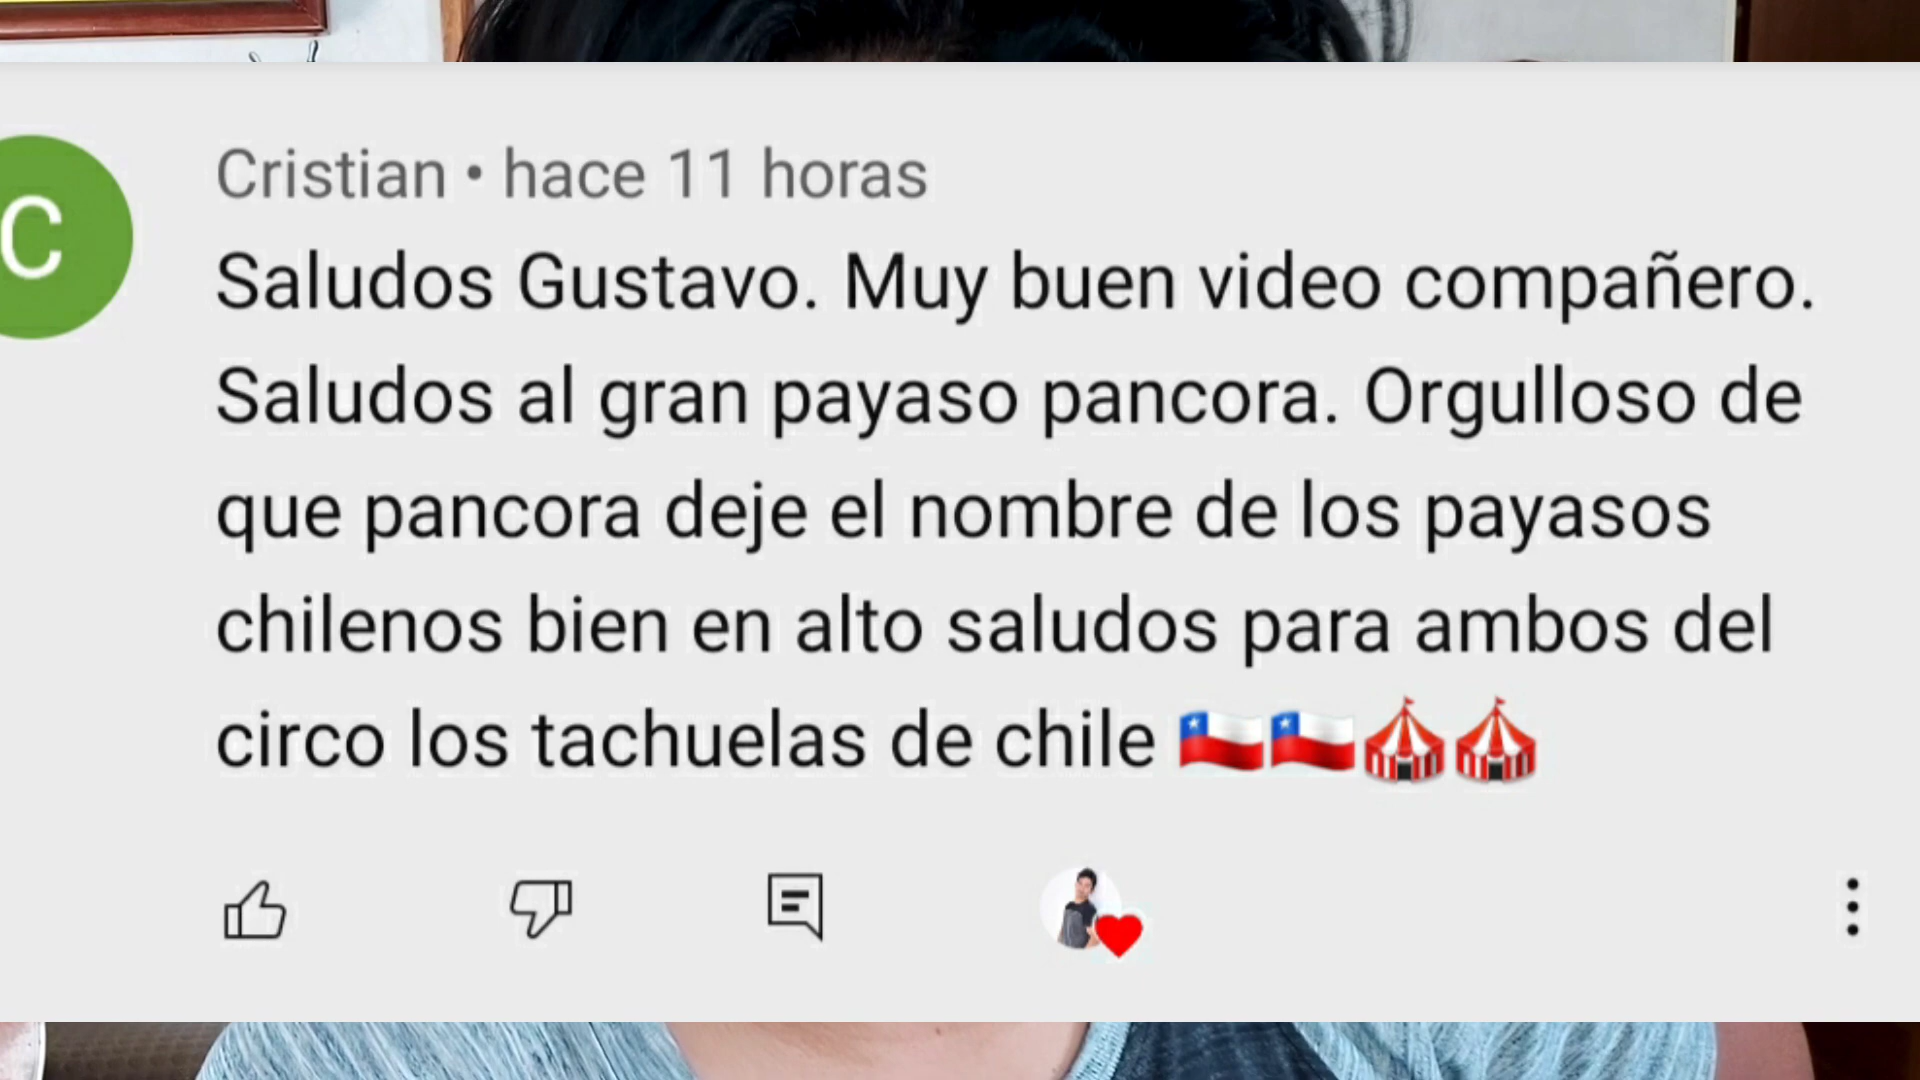 C
Cristian • hace 11 horas
Saludos Gustavo. Muy buen video compañero.
Saludos al gran payaso pancora. Orgulloso de
que pancora deje el nombre de los payasos
chilenos bien en alto saludos para ambos del
circo los tachuelas de chile 🇨🇱🇨🇱🎪🎪